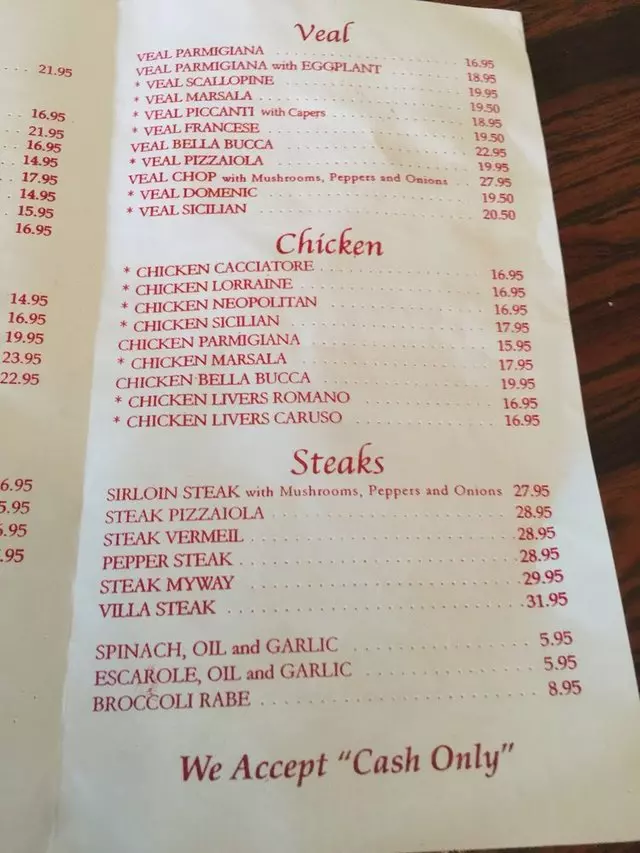 21.95
16.95
21.95
16.95
14.95
17.95
14.95
15.95
16.95
14.95
16.95
19.95
23.95
22.95
6.95
5.95
.95
.95
Veal
VEAL PARMIGIANA 16.95
VEAL PARMIGIANA with EGGPLANT 18.95
* VEAL SCALLOPINE 19.95
* VEAL MARSALA 19.50
* VEAL PICCANTI with Capers 18.95
* VEAL FRANCESE 19.50
VEAL BELLA BUCCA 22.95
* VEAL PIZZAIOLA 19.95
VEAL CHOP with Mushrooms, Peppers and Onions 27.95
* VEAL DOMENIC 19.50
* VEAL SICILIAN 20.50
Chicken
* CHICKEN CACCIATORE 16.95
* CHICKEN LORRAINE 16.95
* CHICKEN NEOPOLITAN 16.95
* CHICKEN SICILIAN 17.95
CHICKEN PARMIGIANA 15.95
* CHICKEN MARSALA 17.95
CHICKEN BELLA BUCCA 19.95
* CHICKEN LIVERS ROMANO 16.95
* CHICKEN LIVERS CARUSO 16.95
Steaks
SIRLOIN STEAK with Mushrooms, Peppers and Onions 27.95
STEAK PIZZAIOLA 28.95
STEAK VERMEIL 28.95
PEPPER STEAK 28.95
STEAK MYWAY 29.95
VILLA STEAK 31.95
SPINACH, OIL and GARLIC 5.95
ESCAROLE, OIL and GARLIC 5.95
BROCCOLI RABE 8.95
We Accept "Cash Only"